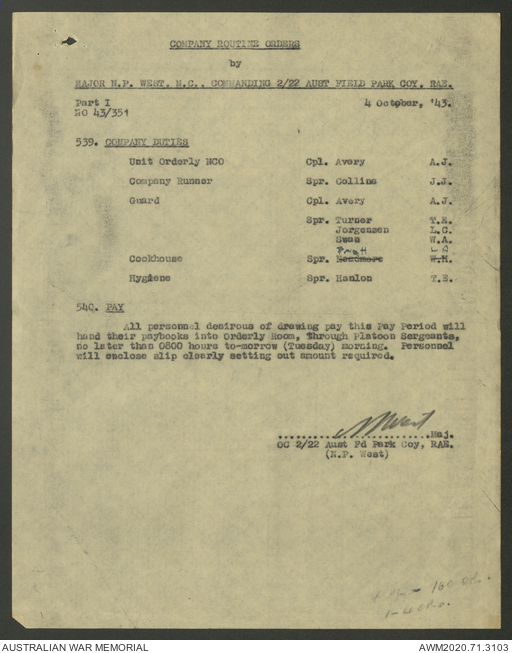 COMPANY ROUTINE ORDERS
by
MAJOR N.P. WEST. M.C., COMMANDING 2/22 AUST FIELD PARK COY. RAE.
Part I 4 October, '43.
NO 43/351
539. COMPANY DUTIES
Unit Orderly NCO Cpl. Avery A.J.
Company Runner Spr. Collins J.J.
Guard Cpl. Avery A.J.
Spr. Turner T.E.
Jorgensen L.C.
Swan W.A.
Cookhouse Spr. W.H.
Hygiene Spr. Hanlon T.E.
540. PAY
All personnel desirous of drawing pay this Pay Period will
hand their paybooks into Orderly Room, through Platoon Sergeants,
no later than 0800 hours to-morrow (Tuesday) morning. Personnel
will enclose slip clearly setting out amount required.
Maj.
OC 2/22 Aust Fd Park Coy, RAE.
(N.P. West)
AUSTRALIAN WAR MEMORIAL AWM2020.71.3103